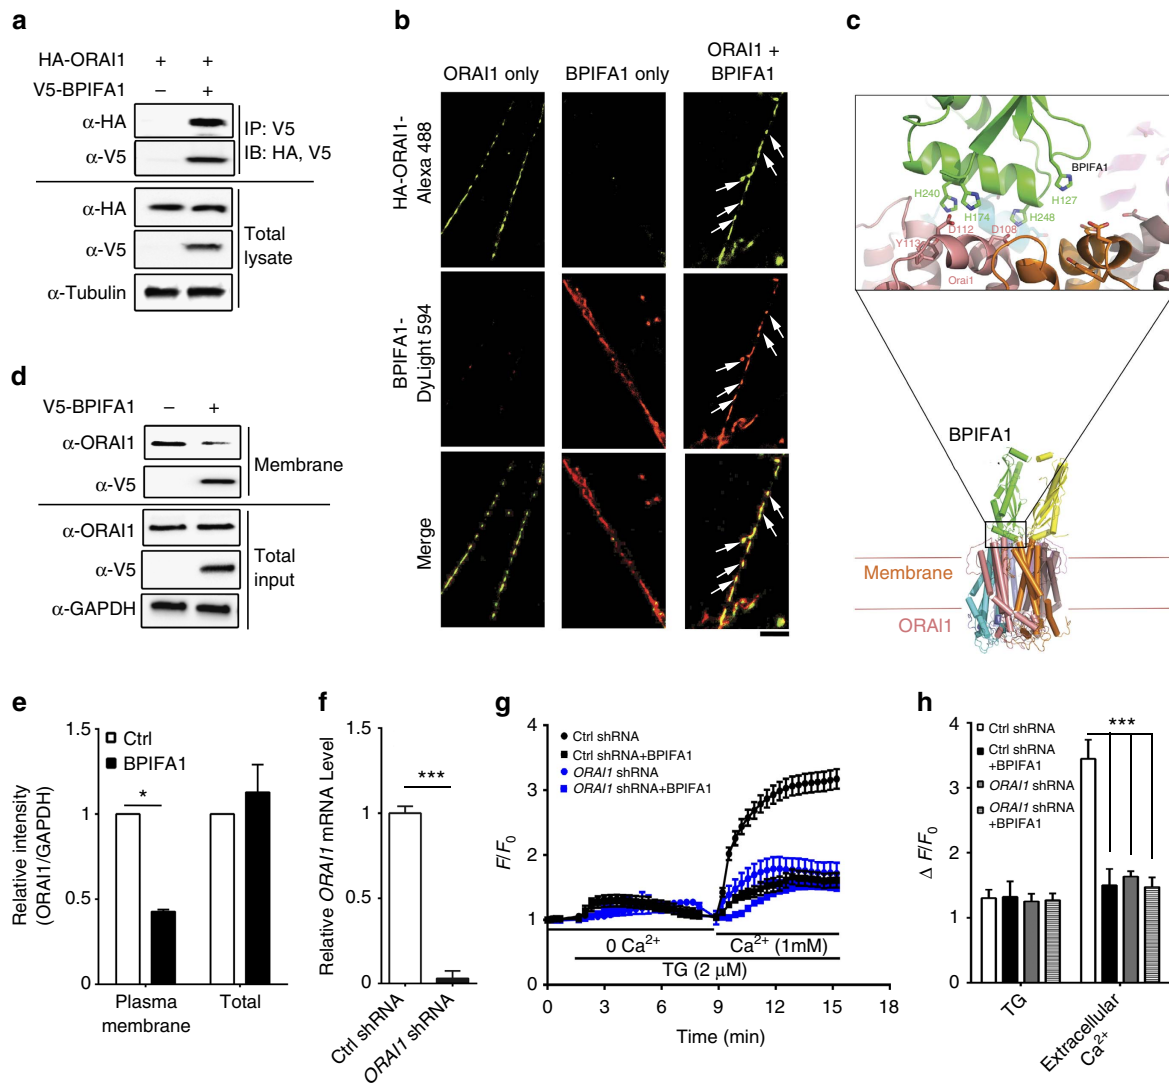 a
HA-ORAI1 + +
V5-BPIFA1 − +
α-HA
α-V5
IP: V5
IB: HA, V5
α-HA
α-V5
α-Tubulin
Total
lysate
b
ORAI1 only
BPIFA1 only
ORAI1 +
BPIFA1
HA-ORAI1-
Alexa 488
BPIFA1-
DyLight 594
Merge
c
BPIFA1
H240
H174
H248
H127
Y113
D112
D108
Orai1
BPIFA1
Membrane
ORAI1
d
V5-BPIFA1 − +
α-ORAI1
α-V5
Membrane
α-ORAI1
α-V5
α-GAPDH
Total
input
e
Relative intensity
(ORAI1/GAPDH)
1.5
1
0.5
0
Ctrl
BPIFA1
*
Plasma
membrane
Total
f
Relative ORAI1 mRNA Level
1.5
1
0.5
0
***
Ctrl shRNA
ORAI1 shRNA
g
F/F0
4
3
2
1
0
Ctrl shRNA
Ctrl shRNA+BPIFA1
ORAI1 shRNA
ORAI1 shRNA+BPIFA1
0 Ca²⁺
Ca²⁺ (1mM)
TG (2 μM)
0 3 6 9 12 15 18
Time (min)
h
Δ F/F0
4
3
2
1
0
Ctrl shRNA
Ctrl shRNA
+BPIFA1
ORAI1 shRNA
ORAI1 shRNA
+BPIFA1
***
TG
Extracellular
Ca²⁺